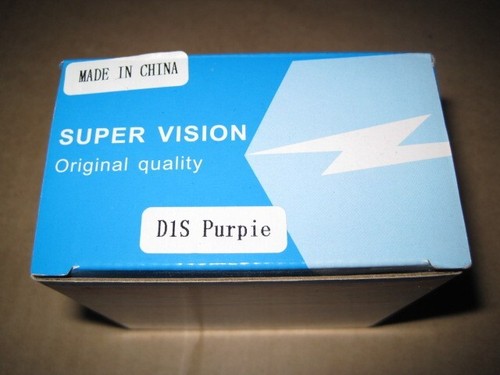 MADE IN CHINA
SUPER VISION
Original quality
D1S Purpie